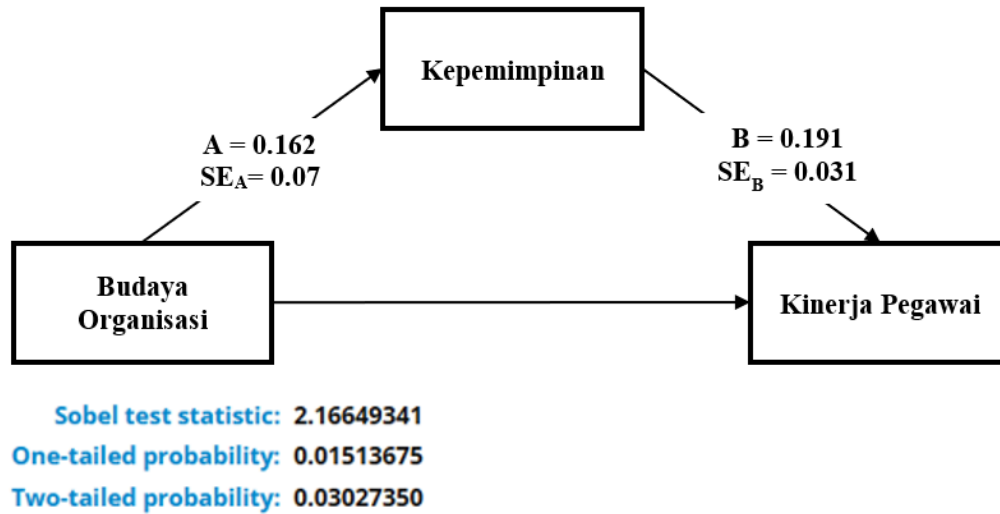 Kepemimpinan
A = 0.162
SEA= 0.07
B = 0.191
SEB = 0.031
Budaya
Organisasi
Kinerja Pegawai
Sobel test statistic: 2.16649341
One-tailed probability: 0.01513675
Two-tailed probability: 0.03027350